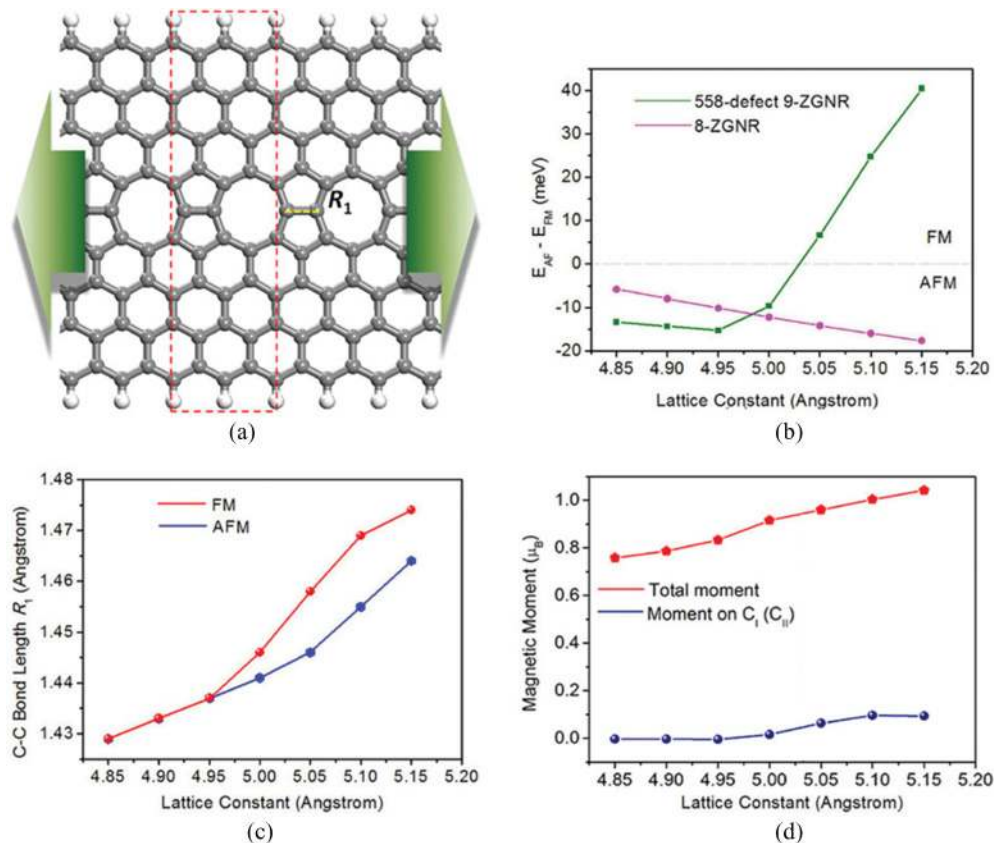 R₁
(a)
558-defect 9-ZGNR
8-ZGNR
E_AF - E_FM (meV)
40
30
20
10
0
-10
-20
FM
AFM
4.85 4.90 4.95 5.00 5.05 5.10 5.15 5.20
Lattice Constant (Angstrom)
(b)
C-C Bond Length R₁ (Angstrom)
1.48
1.47
1.46
1.45
1.44
1.43
FM
AFM
4.85 4.90 4.95 5.00 5.05 5.10 5.15 5.20
Lattice Constant (Angstrom)
(c)
Magnetic Moment (μ_B)
1.0
0.8
0.6
0.4
0.2
0.0
Total moment
Moment on C_I (C_II)
4.85 4.90 4.95 5.00 5.05 5.10 5.15 5.20
Lattice Constant (Angstrom)
(d)